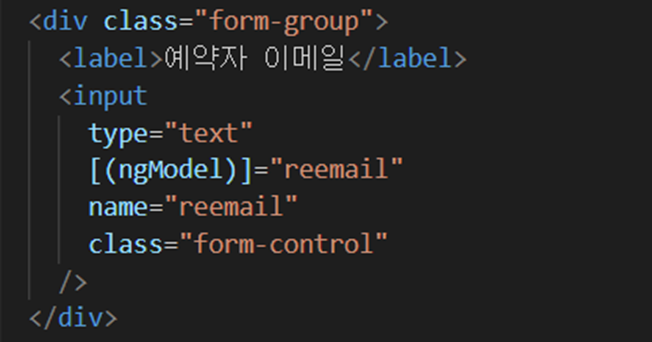 <div class="form-group">
<label>예약자 이메일</label>
<input
type="text"
[(ngModel)]="reemail"
name="reemail"
class="form-control"
/>
</div>